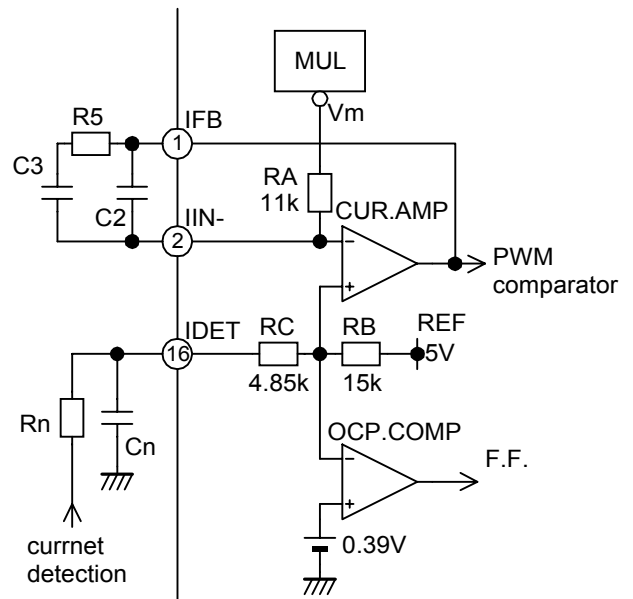 MUL
Vm
R5
IFB
1
C3
C2
RA
11k
CUR.AMP
IIN-
2
PWM
comparator
IDET
16
RC
4.85k
RB
15k
REF
5V
Rn
Cn
OCP.COMP
F.F.
0.39V
currnet
detection